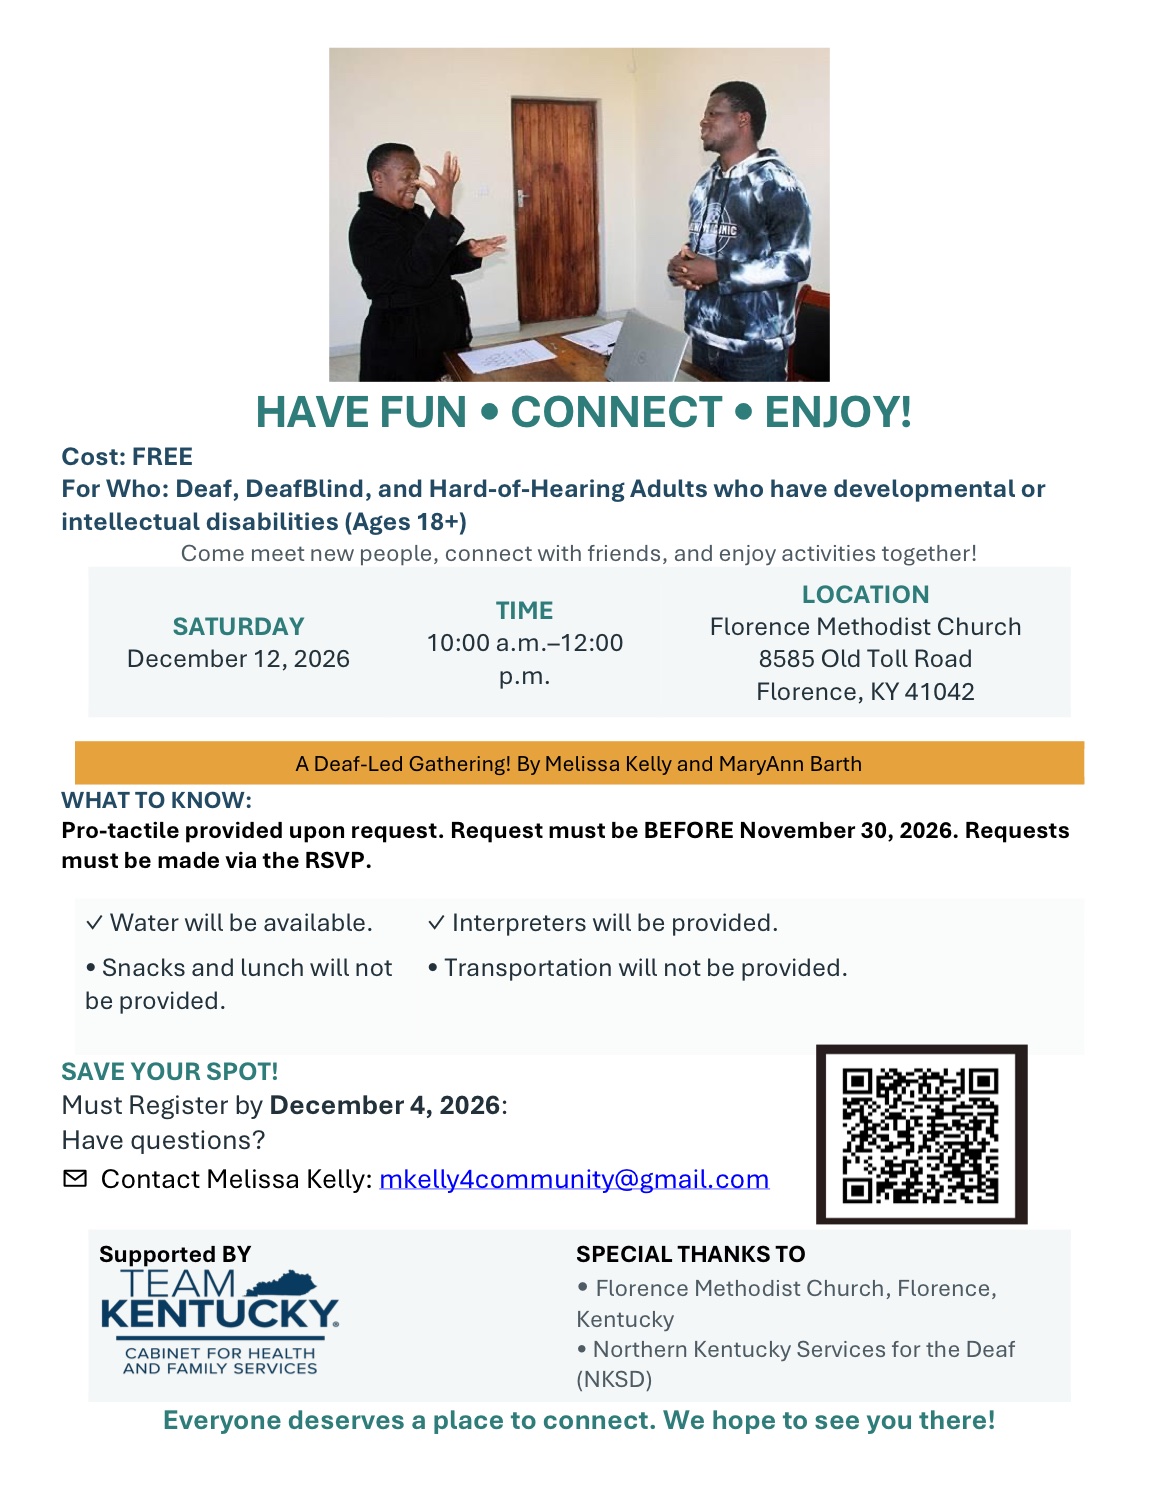 HAVE FUN • CONNECT • ENJOY!
Cost: FREE
For Who: Deaf, DeafBlind, and Hard-of-Hearing Adults who have developmental or
intellectual disabilities (Ages 18+)
Come meet new people, connect with friends, and enjoy activities together!
SATURDAY
December 12, 2026
TIME
10:00 a.m.–12:00
p.m.
LOCATION
Florence Methodist Church
8585 Old Toll Road
Florence, KY 41042
A Deaf-Led Gathering! By Melissa Kelly and MaryAnn Barth
WHAT TO KNOW:
Pro-tactile provided upon request. Request must be BEFORE November 30, 2026. Requests
must be made via the RSVP.
✓ Water will be available.
✓ Interpreters will be provided.
• Snacks and lunch will not
be provided.
• Transportation will not be provided.
SAVE YOUR SPOT!
Must Register by December 4, 2026:
Have questions?
Contact Melissa Kelly: mkelly4community@gmail.com
Supported BY
TEAM
KENTUCKY®
CABINET FOR HEALTH
AND FAMILY SERVICES
SPECIAL THANKS TO
• Florence Methodist Church, Florence,
Kentucky
• Northern Kentucky Services for the Deaf
(NKSD)
Everyone deserves a place to connect. We hope to see you there!